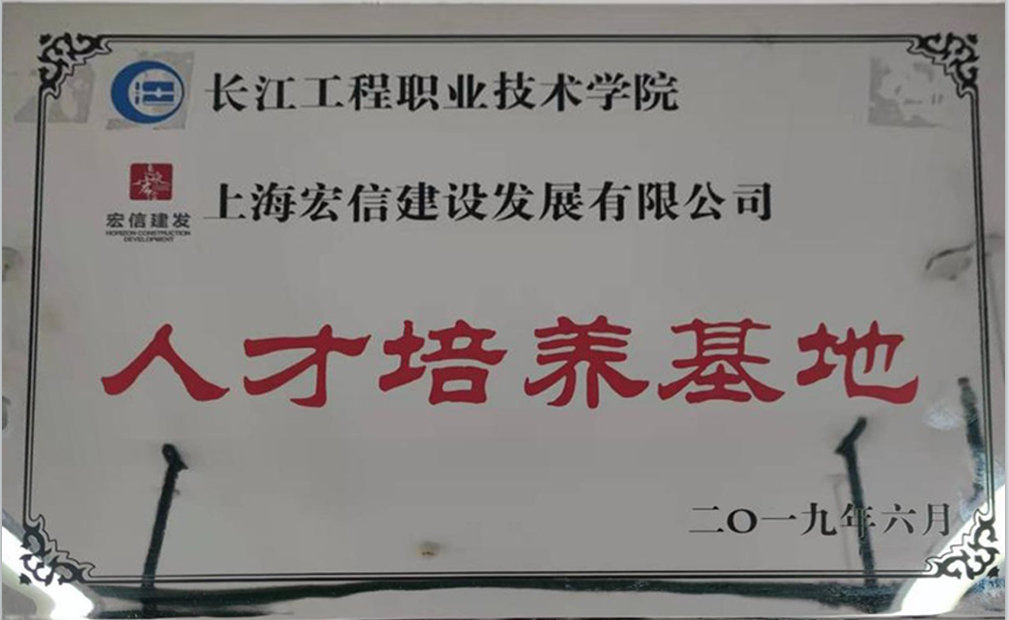 长江工程职业技术学院
上海宏信建设发展有限公司
宏信建发
HORIZON CONSTRUCTION
DEVELOPMENT
人才培养基地
二〇一九年六月